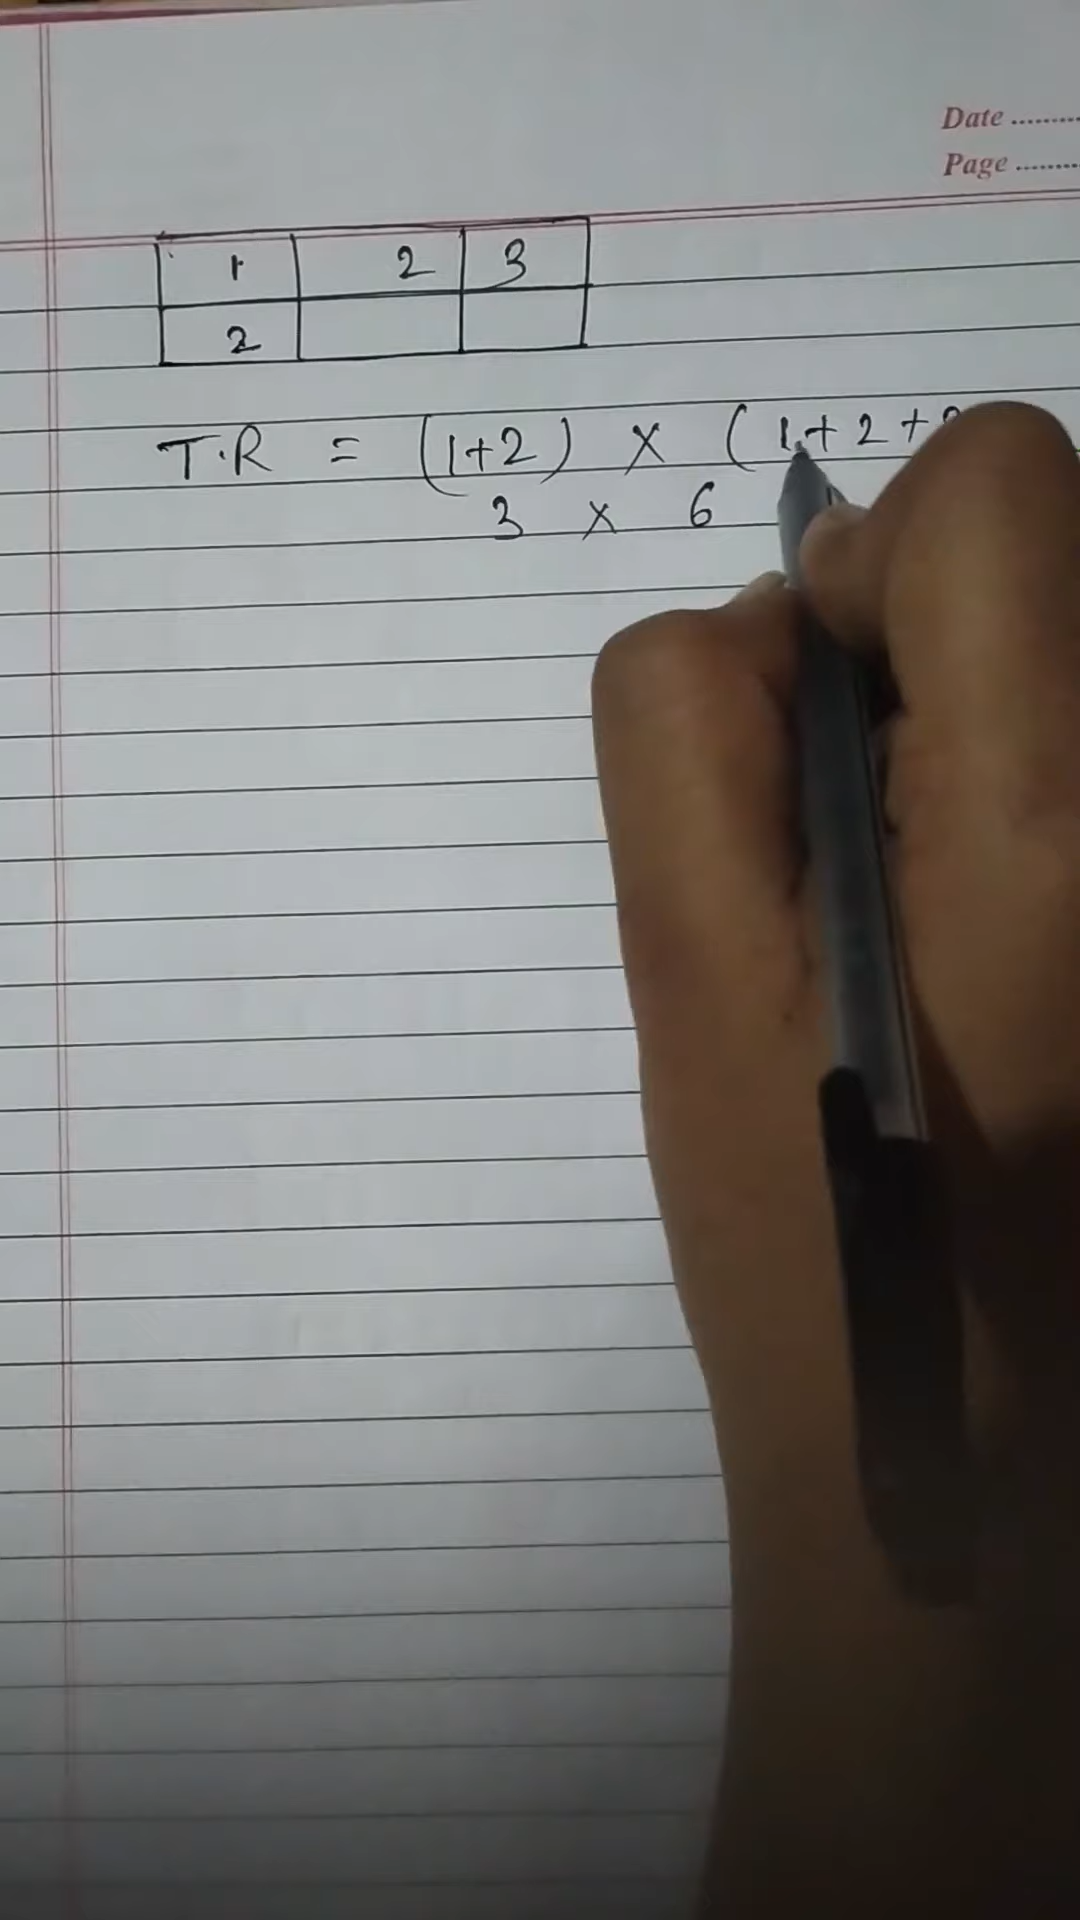 Date ..........
Page ..........
1 2 3
2
T.R = (1+2) × (1+2+
3 × 6